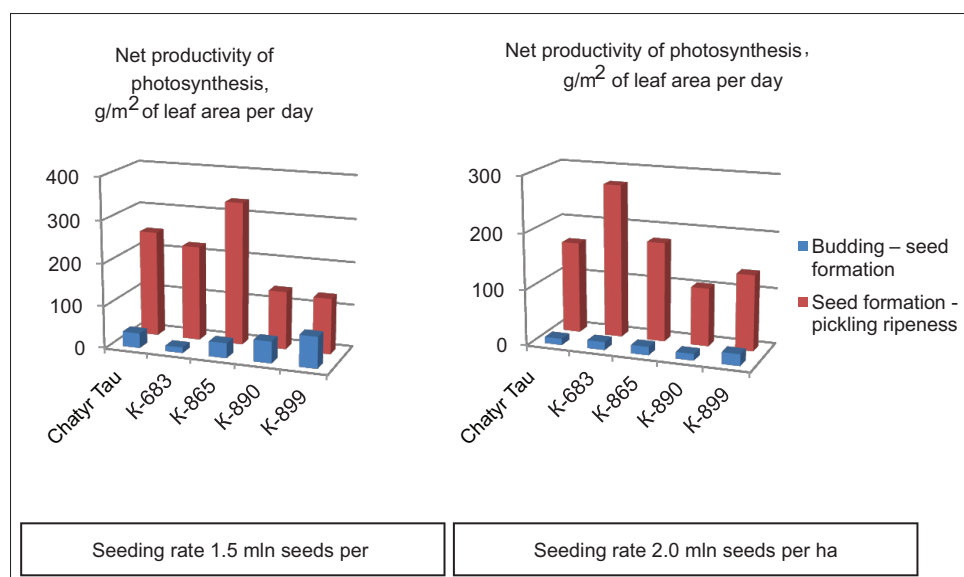 Net productivity of
photosynthesis,
g/m2 of leaf area per day
400
300
200
100
0
Chatyr Tau
K-683
K-865
K-890
K-899
Net productivity of photosynthesis,
g/m2 of leaf area per day
300
200
100
0
Chatyr Tau
K-683
K-865
K-890
K-899
Budding – seed
formation
Seed formation -
pickling ripeness
Seeding rate 1.5 mln seeds per
Seeding rate 2.0 mln seeds per ha